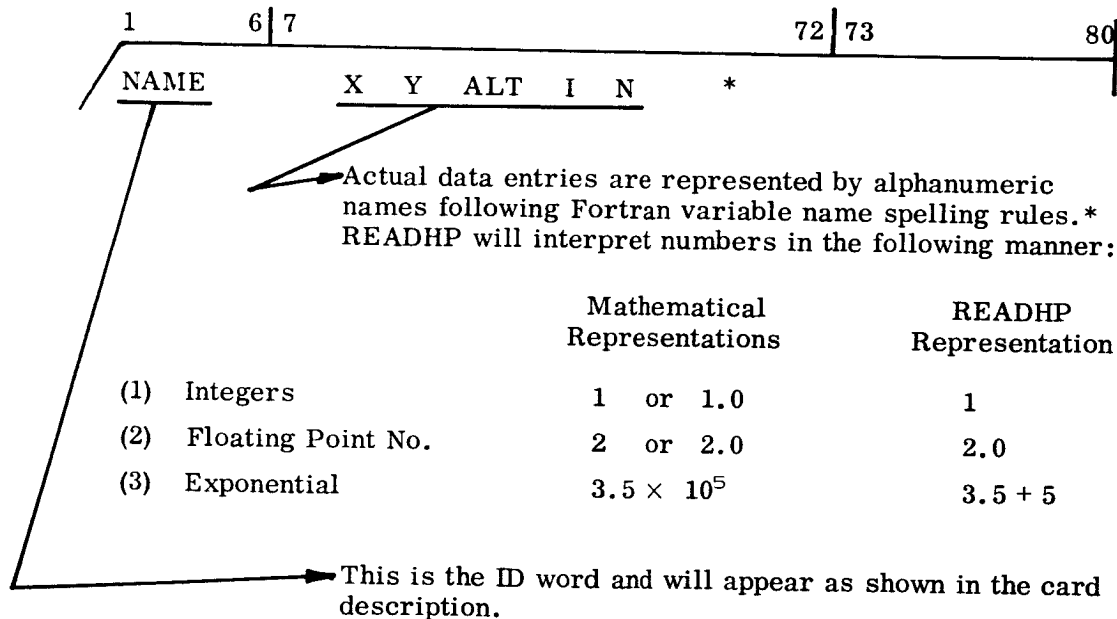 1 6 7 72 73 80
NAME X Y ALT I N *
Actual data entries are represented by alphanumeric
names following Fortran variable name spelling rules.*
READHP will interpret numbers in the following manner:
Mathematical READHP
Representations Representation
(1) Integers 1 or 1.0 1
(2) Floating Point No. 2 or 2.0 2.0
(3) Exponential 3.5 × 10⁵ 3.5 + 5
This is the ID word and will appear as shown in the card
description.